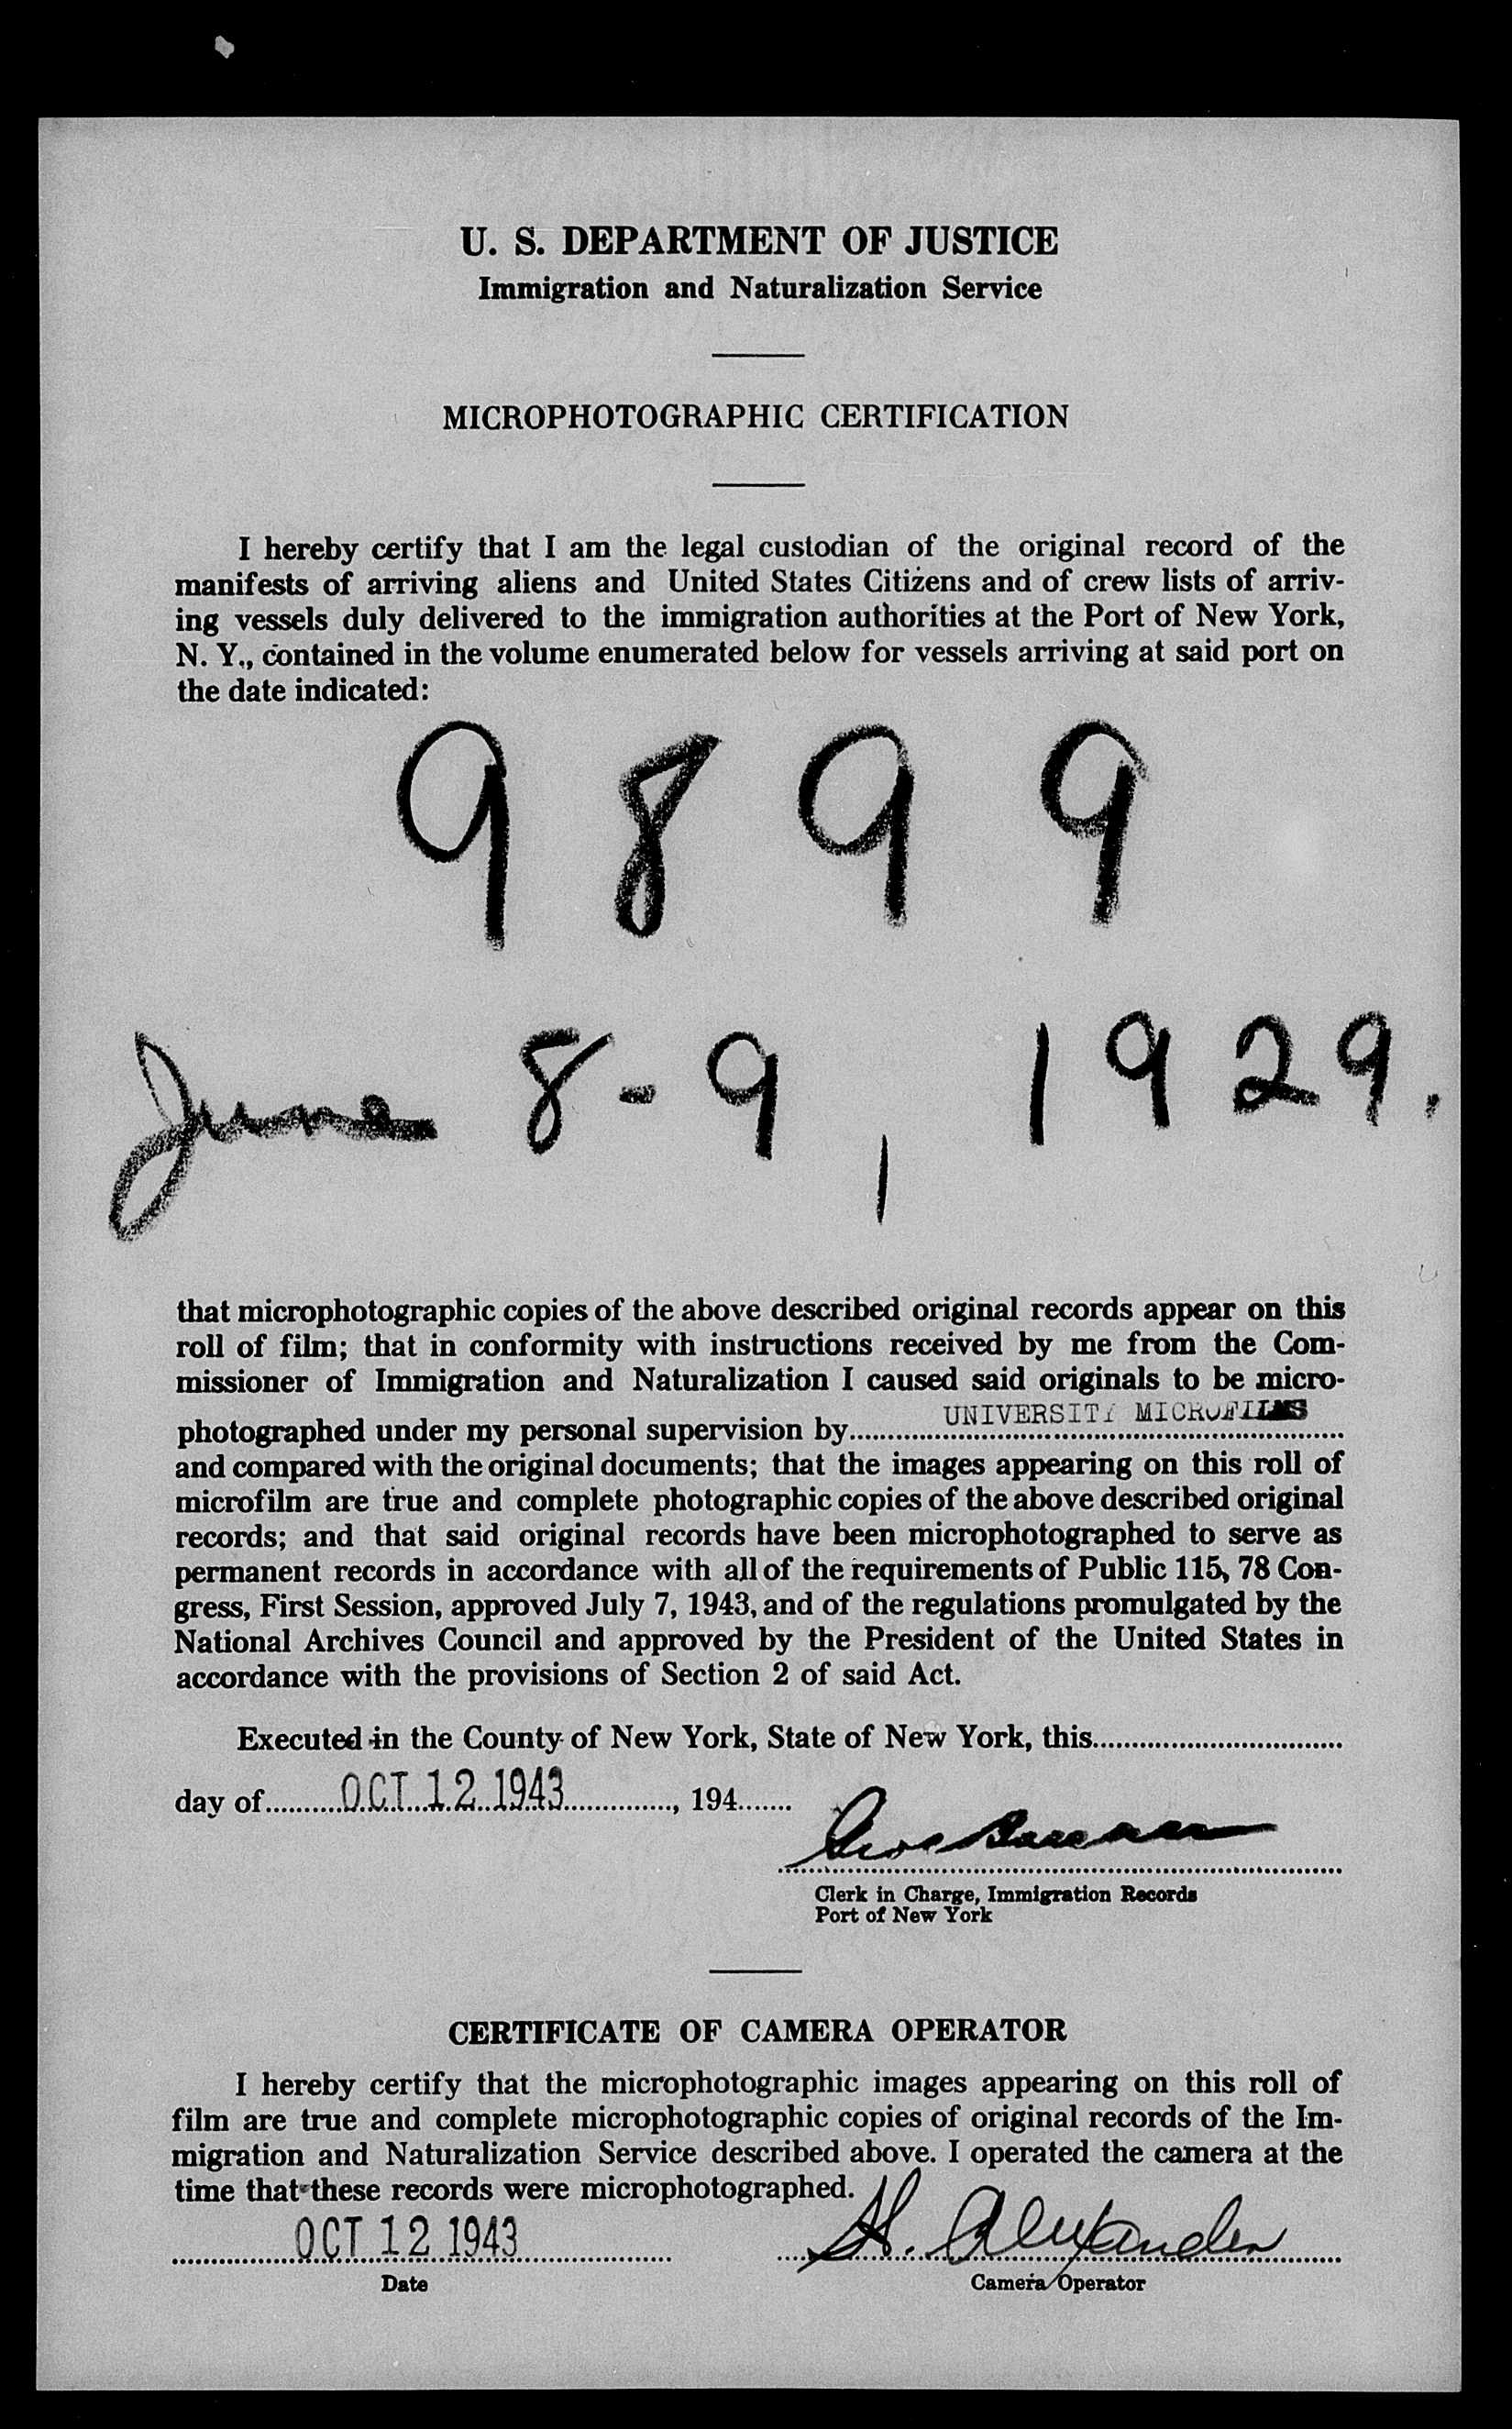 U. S. DEPARTMENT OF JUSTICE
Immigration and Naturalization Service
MICROPHOTOGRAPHIC CERTIFICATION
I hereby certify that I am the legal custodian of the original record of the
manifests of arriving aliens and United States Citizens and of crew lists of arriv-
ing vessels duly delivered to the immigration authorities at the Port of New York,
N. Y., contained in the volume enumerated below for vessels arriving at said port on
the date indicated:
9899
June 8-9, 1929.
that microphotographic copies of the above described original records appear on this
roll of film; that in conformity with instructions received by me from the Com-
missioner of Immigration and Naturalization I caused said originals to be micro-
photographed under my personal supervision by UNIVERSITY MICROFILMS
and compared with the original documents; that the images appearing on this roll of
microfilm are true and complete photographic copies of the above described original
records; and that said original records have been microphotographed to serve as
permanent records in accordance with all of the requirements of Public 115, 78 Con-
gress, First Session, approved July 7, 1943, and of the regulations promulgated by the
National Archives Council and approved by the President of the United States in
accordance with the provisions of Section 2 of said Act.
Executed in the County of New York, State of New York, this
day of OCT 12 1943, 194
Clerk in Charge, Immigration Records
Port of New York
CERTIFICATE OF CAMERA OPERATOR
I hereby certify that the microphotographic images appearing on this roll of
film are true and complete microphotographic copies of original records of the Im-
migration and Naturalization Service described above. I operated the camera at the
time that these records were microphotographed.
OCT 12 1943 H. Alexander
Date Camera Operator